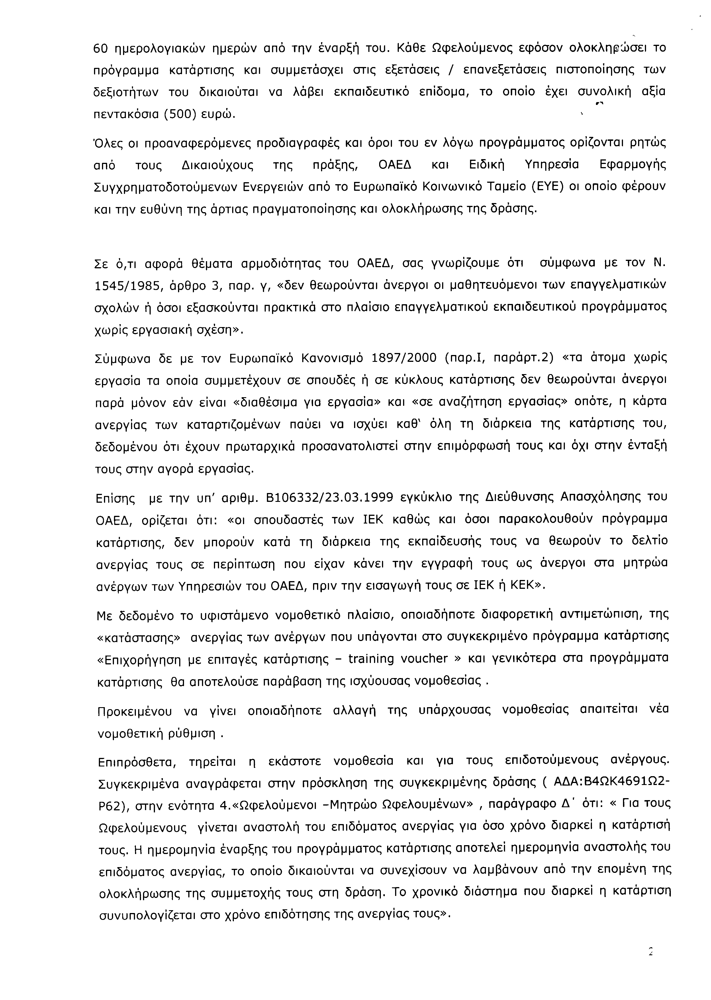 60 ημερολογιακών ημερών από την έναρξή του. Κάθε Ωφελούμενος εφόσον ολοκληρώσει το
πρόγραμμα κατάρτισης και συμμετάσχει στις εξετάσεις / επανεξετάσεις πιστοποίησης των
δεξιοτήτων του δικαιούται να λάβει εκπαιδευτικό επίδομα, το οποίο έχει συνολική αξία
πεντακόσια (500) ευρώ.
Όλες οι προαναφερόμενες προδιαγραφές και όροι του εν λόγω προγράμματος ορίζονται ρητώς
από τους Δικαιούχους της πράξης, ΟΑΕΔ και Ειδική Υπηρεσία Εφαρμογής
Συγχρηματοδοτούμενων Ενεργειών από το Ευρωπαϊκό Κοινωνικό Ταμείο (ΕΥΕ) οι οποίο φέρουν
και την ευθύνη της άρτιας πραγματοποίησης και ολοκλήρωσης της δράσης.
Σε ό,τι αφορά θέματα αρμοδιότητας του ΟΑΕΔ, σας γνωρίζουμε ότι σύμφωνα με τον Ν.
1545/1985, άρθρο 3, παρ. γ, «δεν θεωρούνται άνεργοι οι μαθητευόμενοι των επαγγελματικών
σχολών ή όσοι εξασκούνται πρακτικά στο πλαίσιο επαγγελματικού εκπαιδευτικού προγράμματος
χωρίς εργασιακή σχέση».
Σύμφωνα δε με τον Ευρωπαϊκό Κανονισμό 1897/2000 (παρ.Ι, παράρτ.2) «τα άτομα χωρίς
εργασία τα οποία συμμετέχουν σε σπουδές ή σε κύκλους κατάρτισης δεν θεωρούνται άνεργοι
παρά μόνον εάν είναι «διαθέσιμα για εργασία» και «σε αναζήτηση εργασίας» οπότε, η κάρτα
ανεργίας των καταρτιζομένων παύει να ισχύει καθ‛ όλη τη διάρκεια της κατάρτισης του,
δεδομένου ότι έχουν πρωταρχικά προσανατολιστεί στην επιμόρφωσή τους και όχι στην ένταξή
τους στην αγορά εργασίας.
Επίσης με την υπ' αριθμ. Β106332/23.03.1999 εγκύκλιο της Διεύθυνσης Απασχόλησης του
ΟΑΕΔ, ορίζεται ότι: «οι σπουδαστές των ΙΕΚ καθώς και όσοι παρακολουθούν πρόγραμμα
κατάρτισης, δεν μπορούν κατά τη διάρκεια της εκπαίδευσής τους να θεωρούν το δελτίο
ανεργίας τους σε περίπτωση που είχαν κάνει την εγγραφή τους ως άνεργοι στα μητρώα
ανέργων των Υπηρεσιών του ΟΑΕΔ, πριν την εισαγωγή τους σε ΙΕΚ ή ΚΕΚ».
Με δεδομένο το υφιστάμενο νομοθετικό πλαίσιο, οποιαδήποτε διαφορετική αντιμετώπιση, της
«κατάστασης» ανεργίας των ανέργων που υπάγονται στο συγκεκριμένο πρόγραμμα κατάρτισης
«Επιχορήγηση με επιταγές κατάρτισης – training voucher » και γενικότερα στα προγράμματα
κατάρτισης θα αποτελούσε παράβαση της ισχύουσας νομοθεσίας .
Προκειμένου να γίνει οποιαδήποτε αλλαγή της υπάρχουσας νομοθεσίας απαιτείται νέα
νομοθετική ρύθμιση .
Επιπρόσθετα, τηρείται η εκάστοτε νομοθεσία και για τους επιδοτούμενους ανέργους.
Συγκεκριμένα αναγράφεται στην πρόσκληση της συγκεκριμένης δράσης ( ΑΔΑ:Β4ΩΚ4691Ω2-
Ρ62), στην ενότητα 4.«Ωφελούμενοι –Μητρώο Ωφελουμένων» , παράγραφο Δ΄ ότι: « Για τους
Ωφελούμενους γίνεται αναστολή του επιδόματος ανεργίας για όσο χρόνο διαρκεί η κατάρτισή
τους. Η ημερομηνία έναρξης του προγράμματος κατάρτισης αποτελεί ημερομηνία αναστολής του
επιδόματος ανεργίας, το οποίο δικαιούνται να συνεχίσουν να λαμβάνουν από την επομένη της
ολοκλήρωσης της συμμετοχής τους στη δράση. Το χρονικό διάστημα που διαρκεί η κατάρτιση
συνυπολογίζεται στο χρόνο επιδότησης της ανεργίας τους».
2